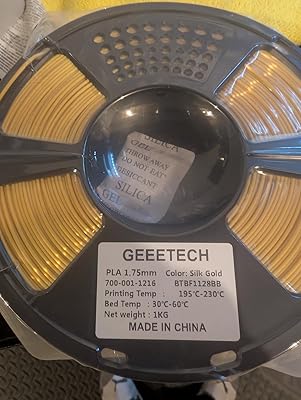 SILICA
GEL
THROW AWAY
DO NOT EAT
DESICCANT
SILICA
GEL
GEEETECH
PLA 1.75mm Color: Silk Gold
700-001-1216 BTBF1128BB
Printing Temp : 195℃-230℃
Bed Temp : 30℃-60℃
Net weight : 1KG
MADE IN CHINA